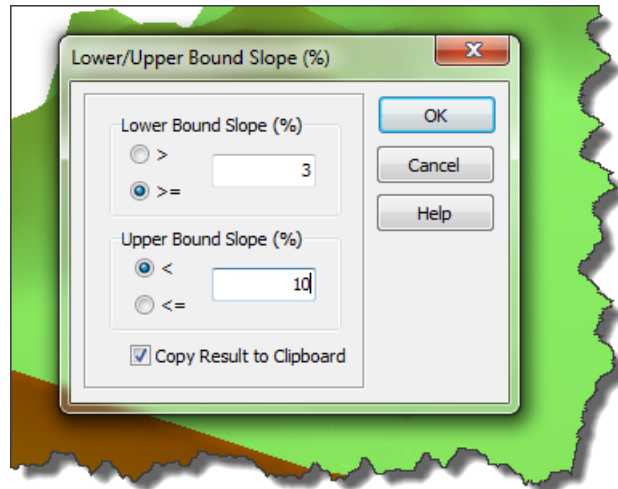 Lower/Upper Bound Slope (%)
Lower Bound Slope (%)
>
3
>=
Upper Bound Slope (%)
<
10
<=
Copy Result to Clipboard
OK
Cancel
Help